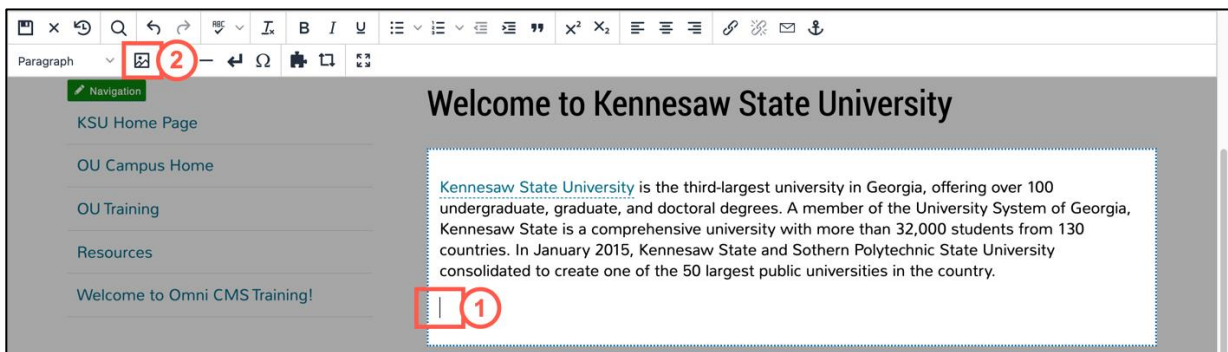 ABC I x B I U x² x₂
Paragraph 2 Ω
Navigation
Welcome to Kennesaw State University
KSU Home Page
OU Campus Home
OU Training
Resources
Welcome to Omni CMS Training!
Kennesaw State University is the third-largest university in Georgia, offering over 100
undergraduate, graduate, and doctoral degrees. A member of the University System of Georgia,
Kennesaw State is a comprehensive university with more than 32,000 students from 130
countries. In January 2015, Kennesaw State and Sothern Polytechnic State University
consolidated to create one of the 50 largest public universities in the country.
1